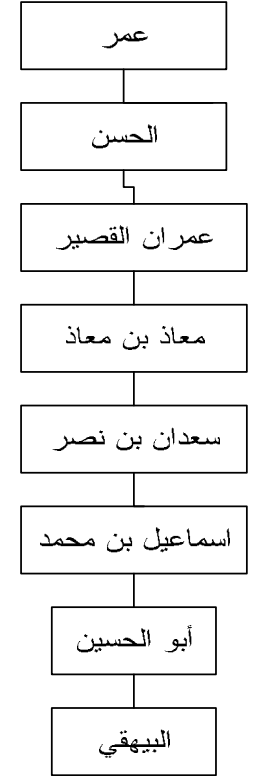 عمر
الحسن
عمران القصير
معاذ بن معاذ
سعدان بن نصر
اسماعيل بن محمد
أبو الحسين
البيهقي